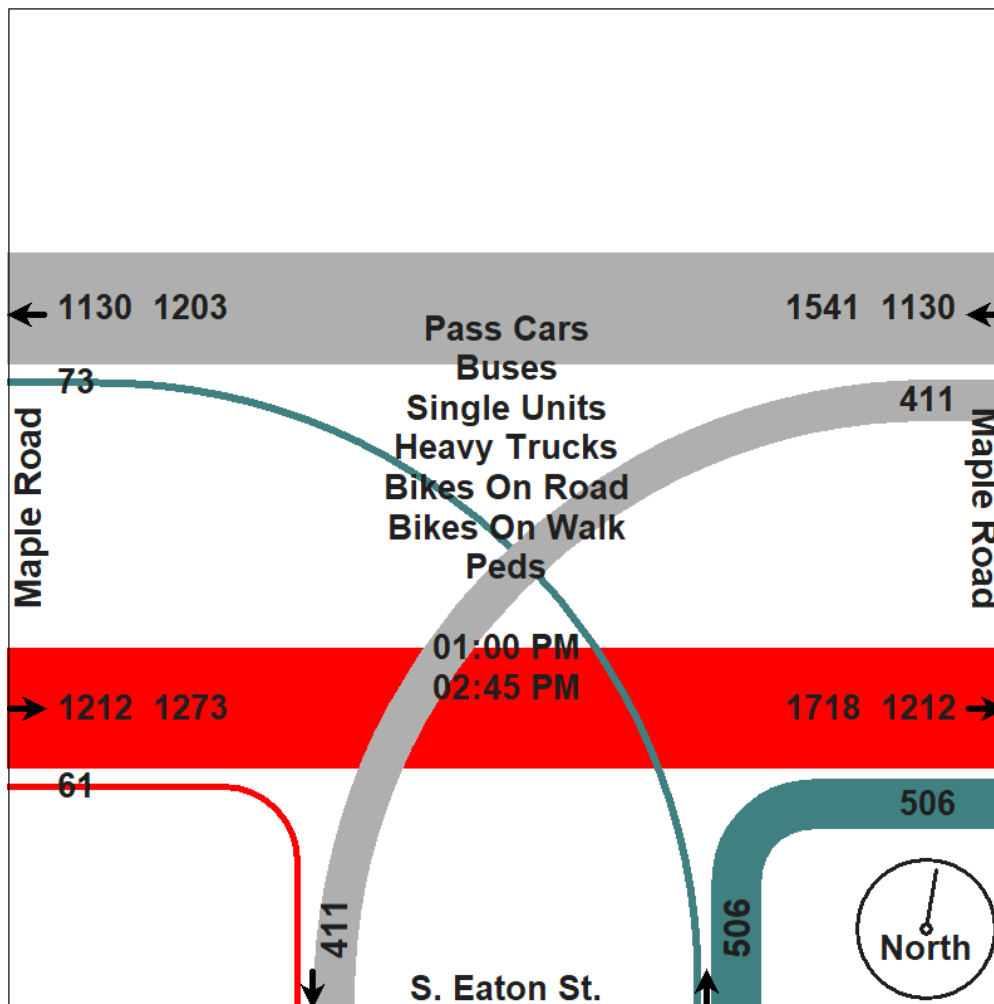 1130 1203
1541 1130
Pass Cars
Buses
Single Units
Heavy Trucks
Bikes On Road
Bikes On Walk
Peds
73
411
Maple Road
Maple Road
01:00 PM
02:45 PM
1212 1273
1718 1212
61
506
411
506
North
S. Eaton St.